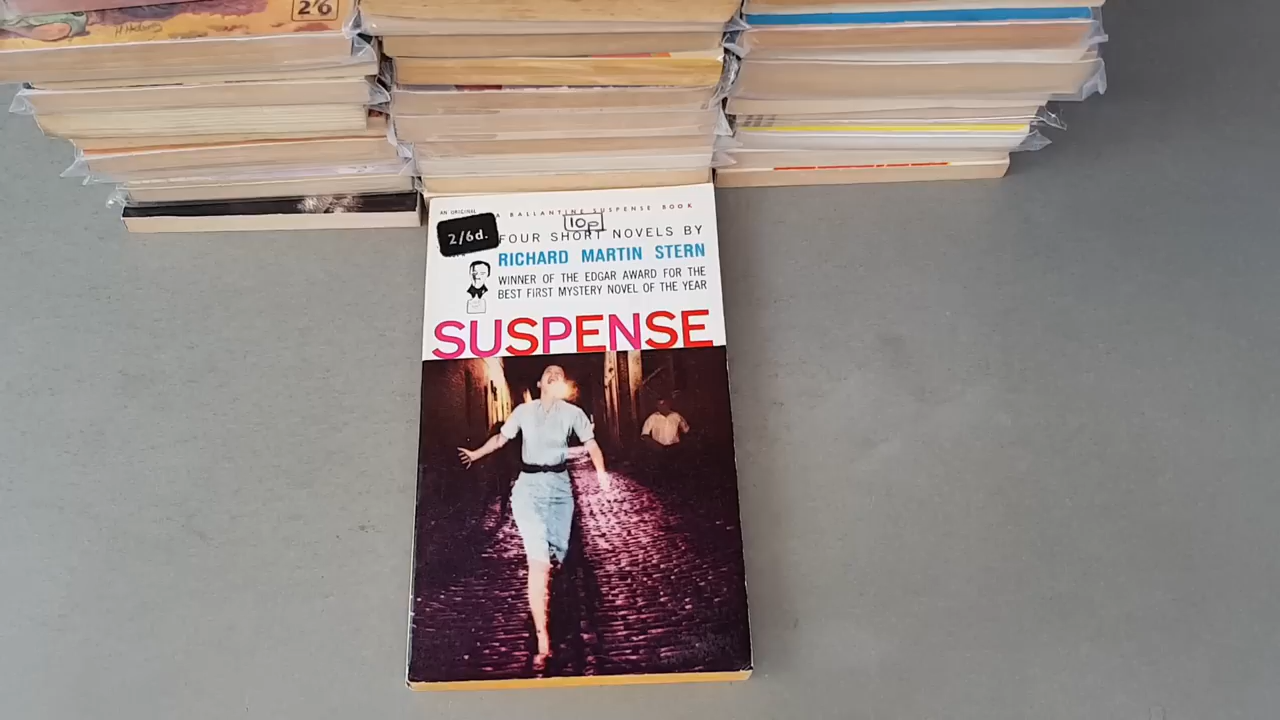 2/6
AN ORIGINAL
A BALLANTINE SUSPENSE BOOK
10p
2/6d.
FOUR SHORT NOVELS BY
RICHARD MARTIN STERN
WINNER OF THE EDGAR AWARD FOR THE
BEST FIRST MYSTERY NOVEL OF THE YEAR
SUSPENSE